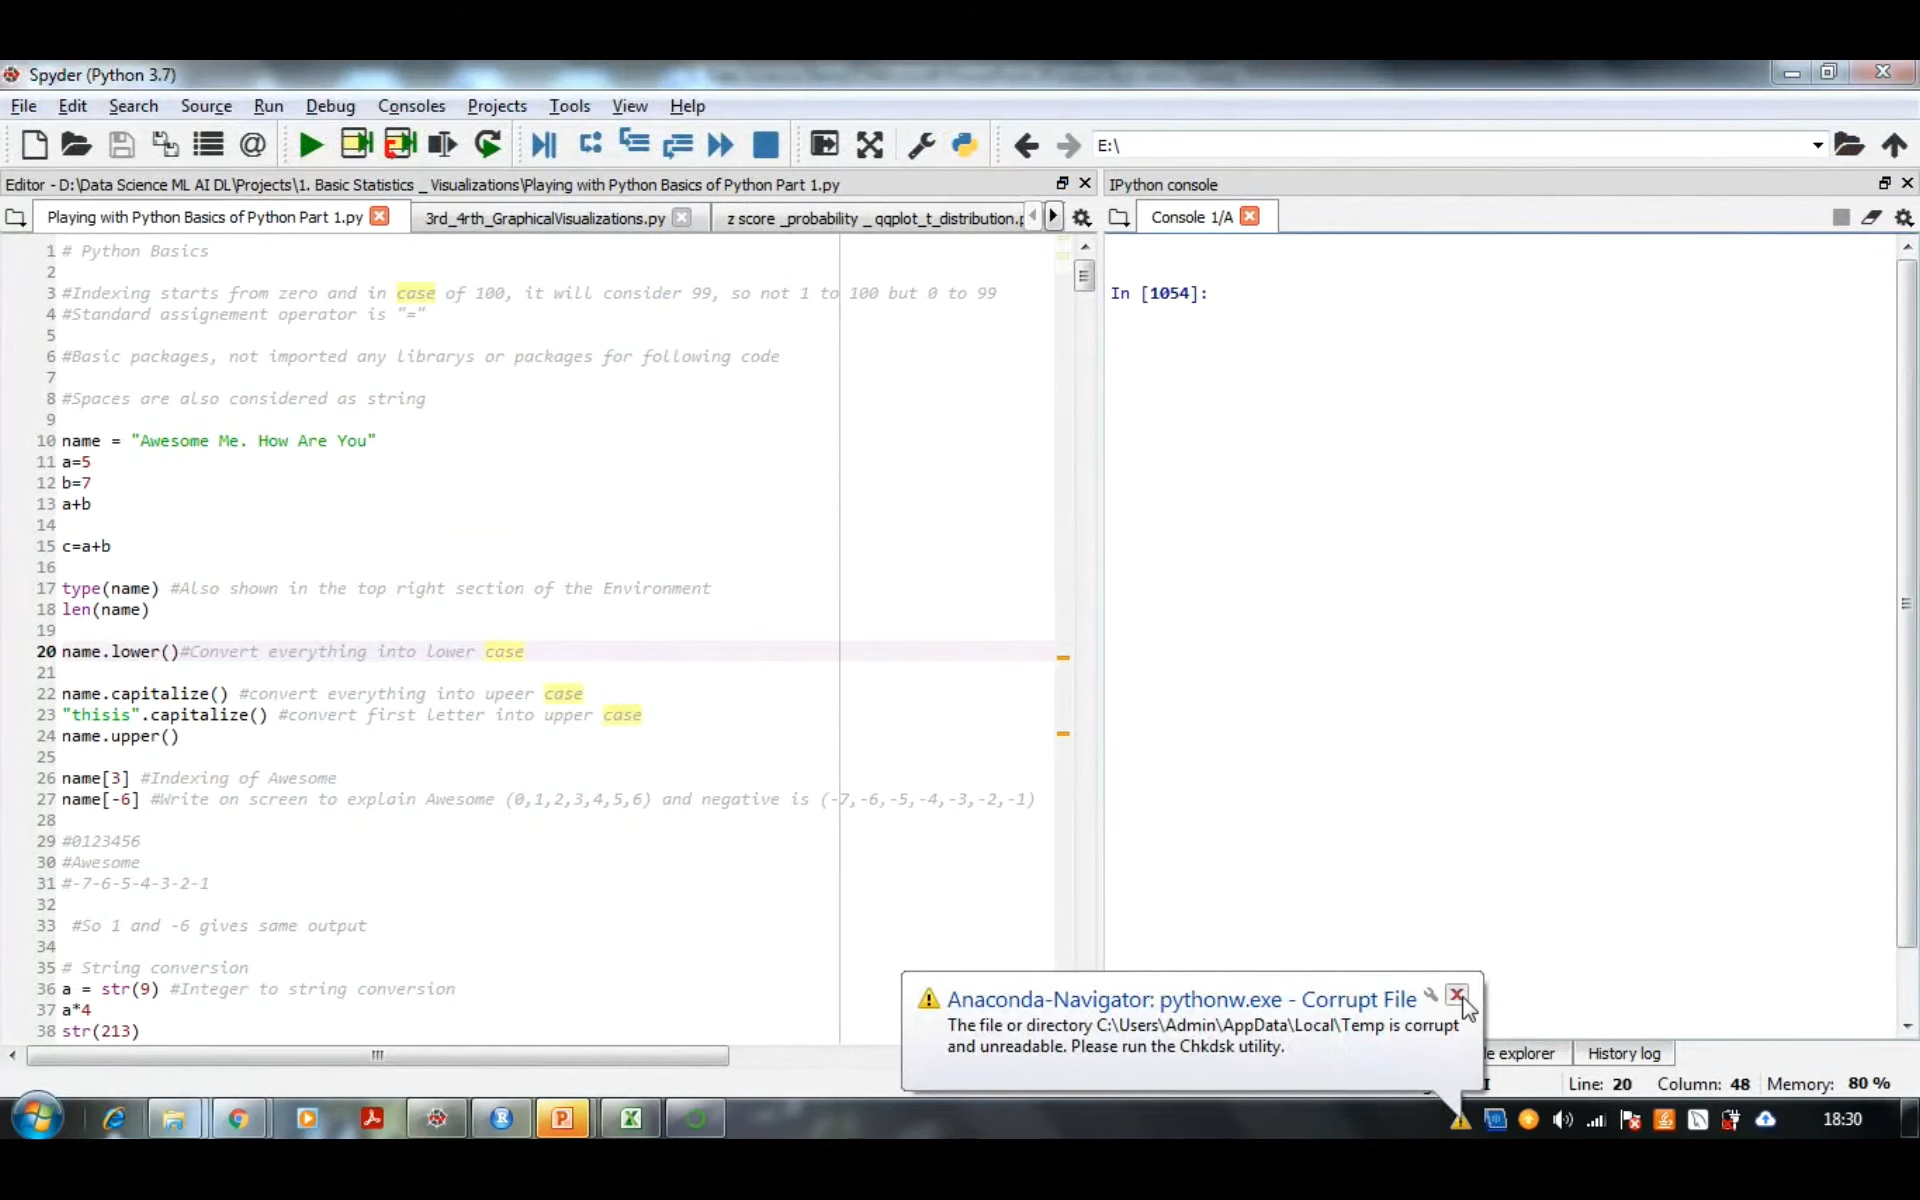 Spyder (Python 3.7)
File Edit Search Source Run Debug Consoles Projects Tools View Help
E:\
Editor - D:\Data Science ML AI DL\Projects\1. Basic Statistics _ Visualizations\Playing with Python Basics of Python Part 1.py
IPython console
Playing with Python Basics of Python Part 1.py
3rd_4rth_GraphicalVisualizations.py
z score _probability _ qqplot_t_distribution.p
Console 1/A
1 # Python Basics
2
3 #Indexing starts from zero and in case of 100, it will consider 99, so not 1 to 100 but 0 to 99
4 #Standard assignement operator is "="
5
6 #Basic packages, not imported any librarys or packages for following code
7
8 #Spaces are also considered as string
9
10 name = "Awesome Me. How Are You"
11 a=5
12 b=7
13 a+b
14
15 c=a+b
16
17 type(name) #Also shown in the top right section of the Environment
18 len(name)
19
20 name.lower()#Convert everything into lower case
21
22 name.capitalize() #convert everything into upeer case
23 "thisis".capitalize() #convert first letter into upper case
24 name.upper()
25
26 name[3] #Indexing of Awesome
27 name[-6] #Write on screen to explain Awesome (0,1,2,3,4,5,6) and negative is (-7,-6,-5,-4,-3,-2,-1)
28
29 #0123456
30 #Awesome
31 #-7-6-5-4-3-2-1
32
33 #So 1 and -6 gives same output
34
35 # String conversion
36 a = str(9) #Integer to string conversion
37 a*4
38 str(213)
In [1054]:
Anaconda-Navigator: pythonw.exe - Corrupt File
The file or directory C:\Users\Admin\AppData\Local\Temp is corrupt
and unreadable. Please run the Chkdsk utility.
le explorer
History log
Line: 20 Column: 48 Memory: 80 %
18:30